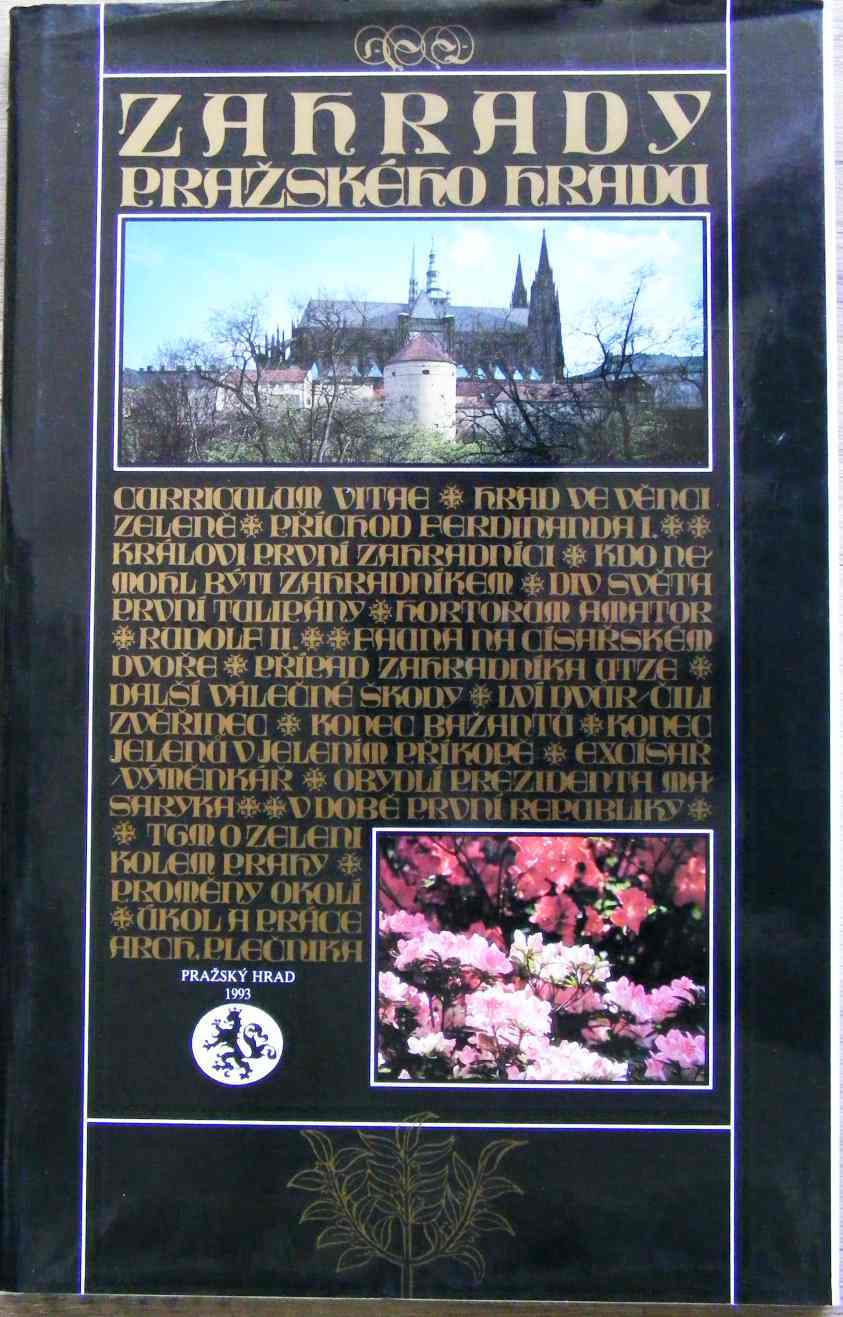 ZAHRADY
PRAŽSKÉHO HRADU
CURRICULUM VITAE HRAD VE VĚNCI
ZELENĚ PŘÍCHOD FERDINANDA I.
KRÁLOVI PRVNÍ ZAHRADNÍCI KDO NE-
MOHL BÝTI ZAHRADNÍKEM DIV SVĚTA
PRVNÍ TULIPÁNY HORTORUM AMATOR
RUDOLF II. FAUNA NA CÍSAŘSKÉM
DVOŘE PŘÍPAD ZAHRADNÍKA UTZE
DALŠÍ VÁLEČNÉ ŠKODY LVÍ DVŮR/ČILI
ZVĚŘINEC KONEC BAŽANTŮ KONEC
JELENŮ V JELENÍM PŘÍKOPĚ EXCÍSAŘ
/VÝMĚNKÁŘ OBYDLÍ PREZIDENTA MA-
SARYKA V DOBĚ PRVNÍ REPUBLIKY
TGM O ZELENI
KOLEM PRAHY
PROMĚNY OKOLÍ
ÚKOL A PRÁCE
ARCH. PLEČNIKA
PRAŽSKÝ HRAD
1993